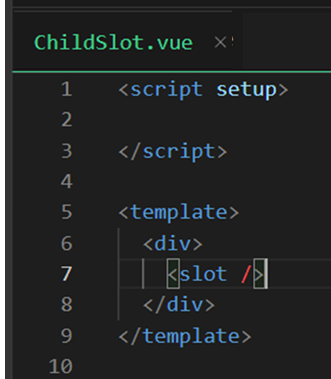 ChildSlot.vue ×
1 <script setup>
2
3 </script>
4
5 <template>
6   <div>
7     <slot />
8   </div>
9 </template>
10